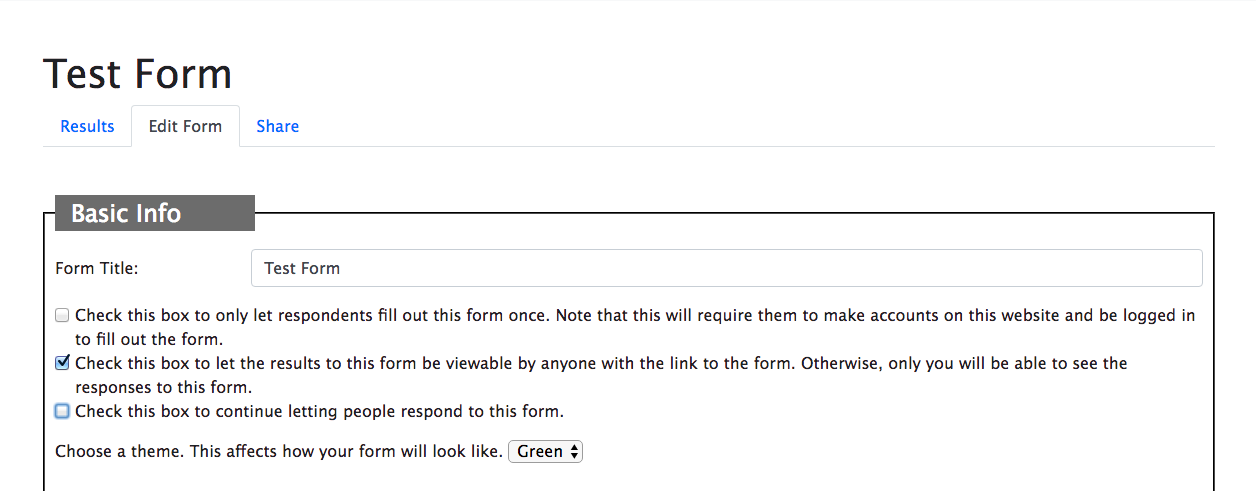 Test Form
Results Edit Form Share
Basic Info
Form Title: Test Form
Check this box to only let respondents fill out this form once. Note that this will require them to make accounts on this website and be logged in
to fill out the form.
Check this box to let the results to this form be viewable by anyone with the link to the form. Otherwise, only you will be able to see the
responses to this form.
Check this box to continue letting people respond to this form.
Choose a theme. This affects how your form will look like. Green